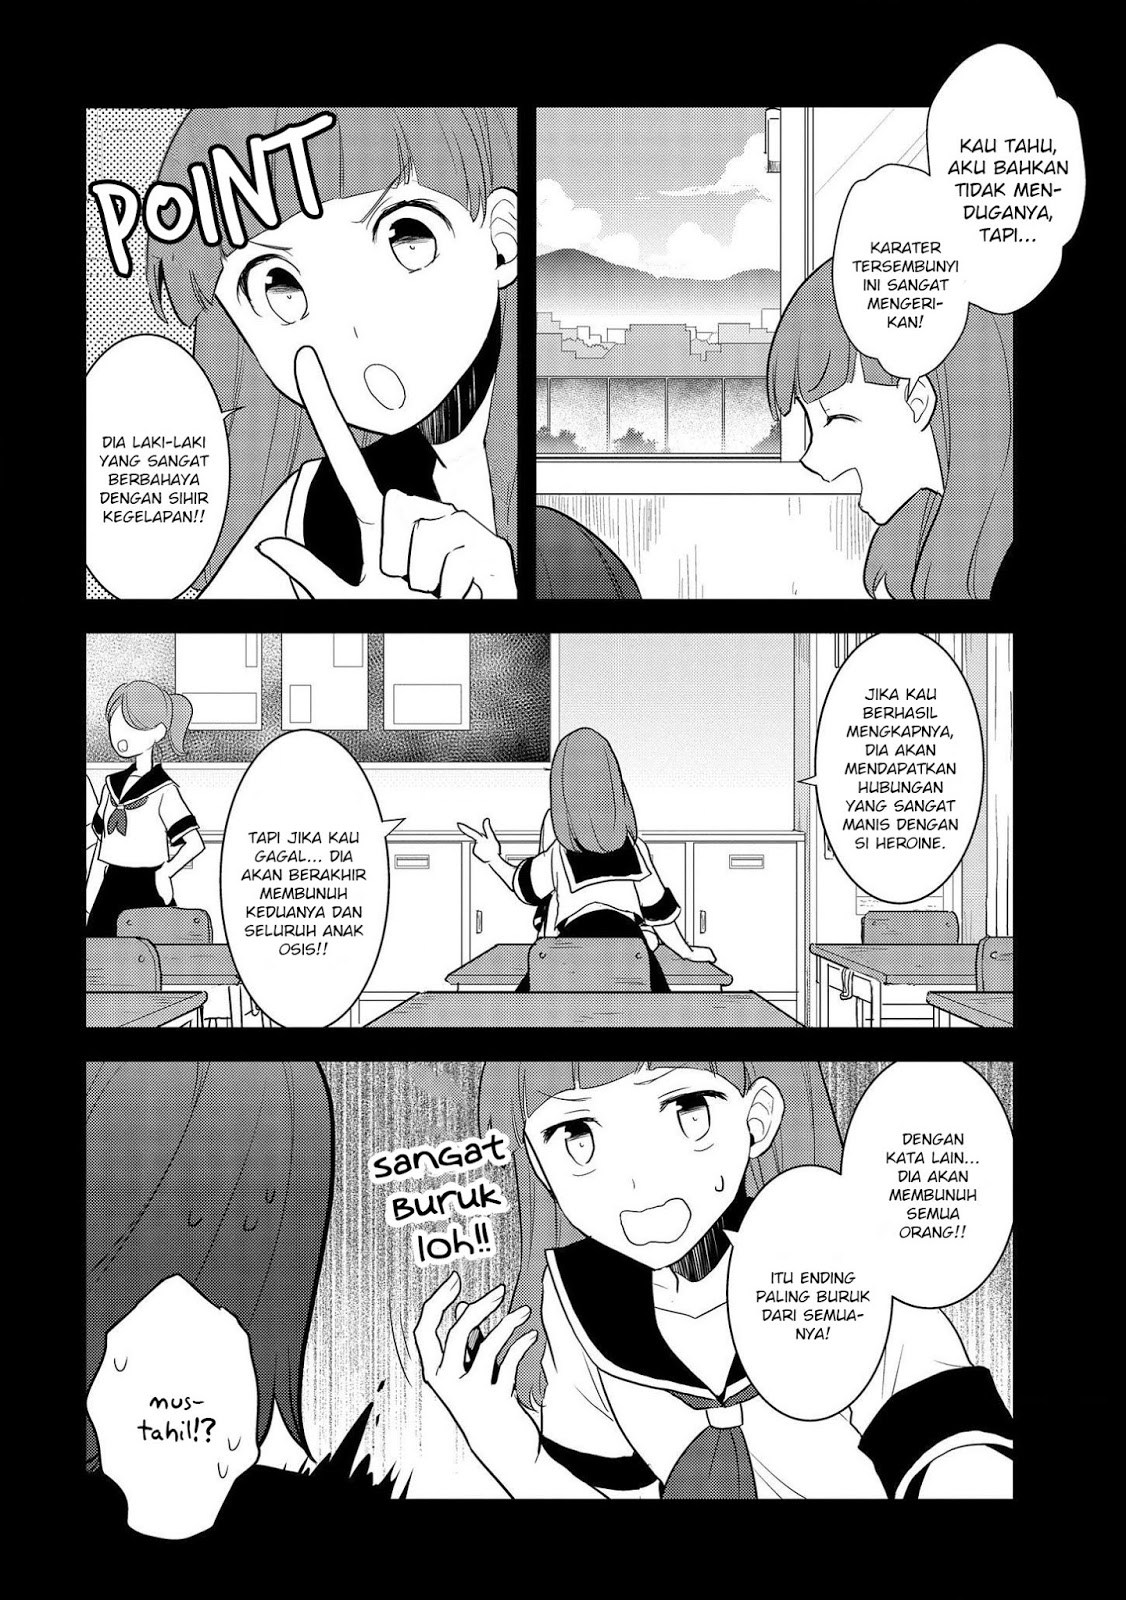 KAU TAHU,
AKU BAHKAN
TIDAK MEN-
DUGANYA,
TAPI...
KARATER
TERSEMBUNYI
INI SANGAT
MENGERI-
KAN!
POINT
DIA LAKI-LAKI
YANG SANGAT
BERBAHAYA
DENGAN SIHIR
KEGELAPAN!!
JIKA KAU
BERHASIL
MENGKAPNYA,
DIA AKAN
MENDAPATKAN
HUBUNGAN
YANG SANGAT
MANIS DENGAN
SI HEROINE.
TAPI JIKA KAU
GAGAL... DIA
AKAN BERAKHIR
MEMBUNUH
KEDUANYA DAN
SELURUH ANAK
OSIS!!
DENGAN
KATA LAIN...
DIA AKAN
MEMBUNUH
SEMUA
ORANG!!
ITU ENDING
PALING BURUK
DARI SEMUA-
NYA!
SANGAT
BURUK
loh!!
mus-
tahil!?